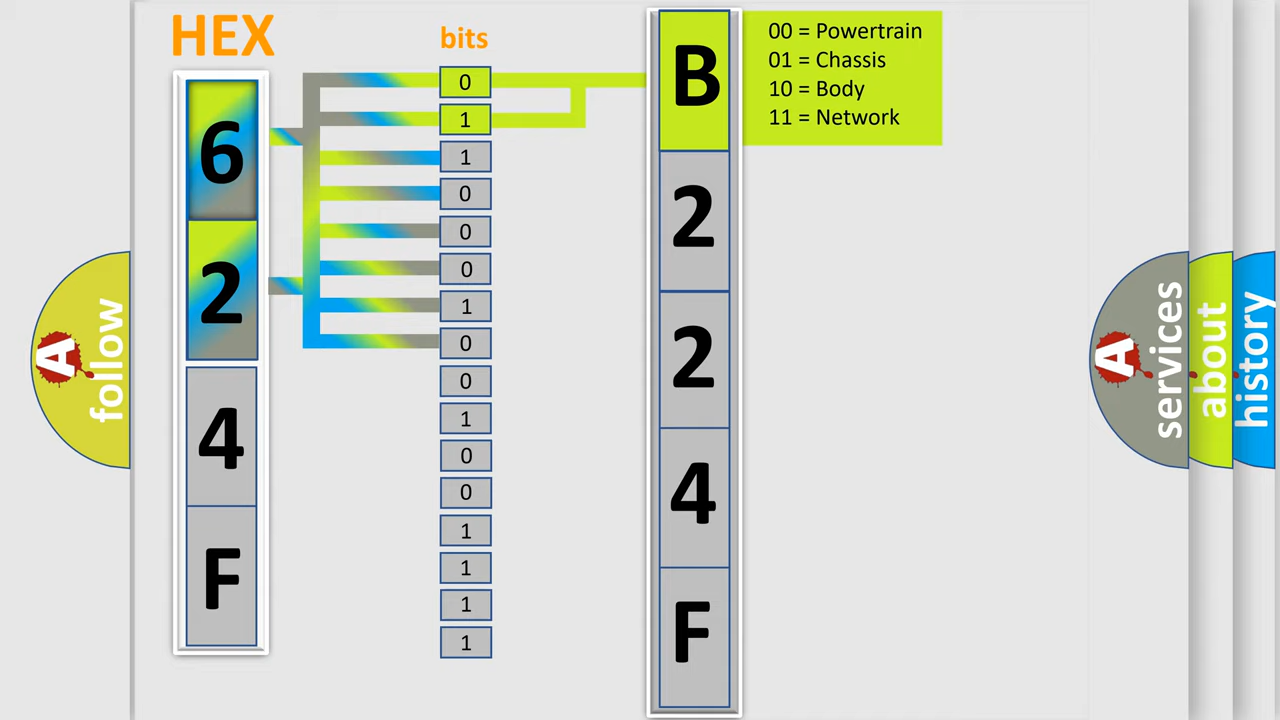 HEX
bits
6
2
4
F
0
1
1
0
0
0
1
0
0
1
0
0
1
1
1
1
B
2
2
4
F
00 = Powertrain
01 = Chassis
10 = Body
11 = Network
A
follow
A
services
about
history